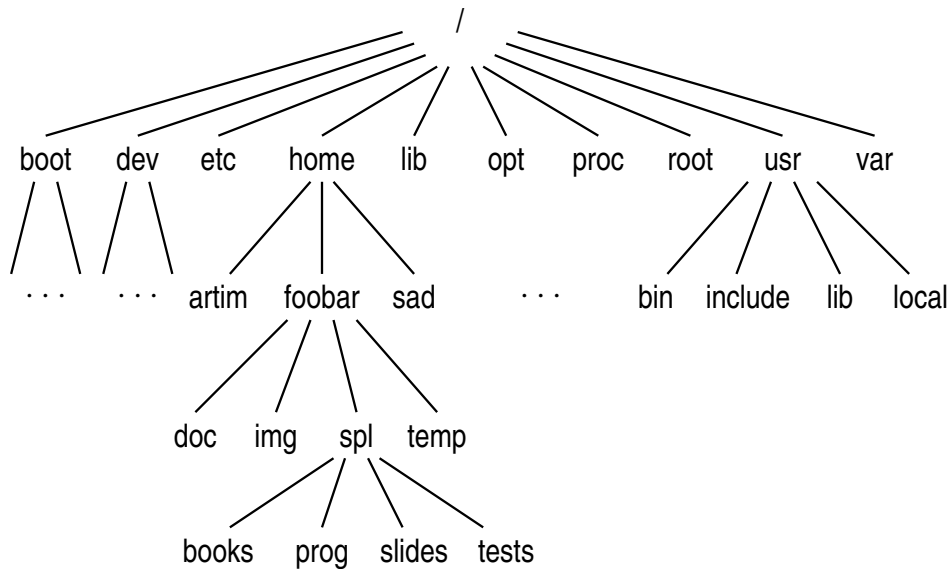 /
boot dev etc home lib opt proc root usr var
· · · · · · artim foobar sad · · · bin include lib local
doc img spl temp
books prog slides tests